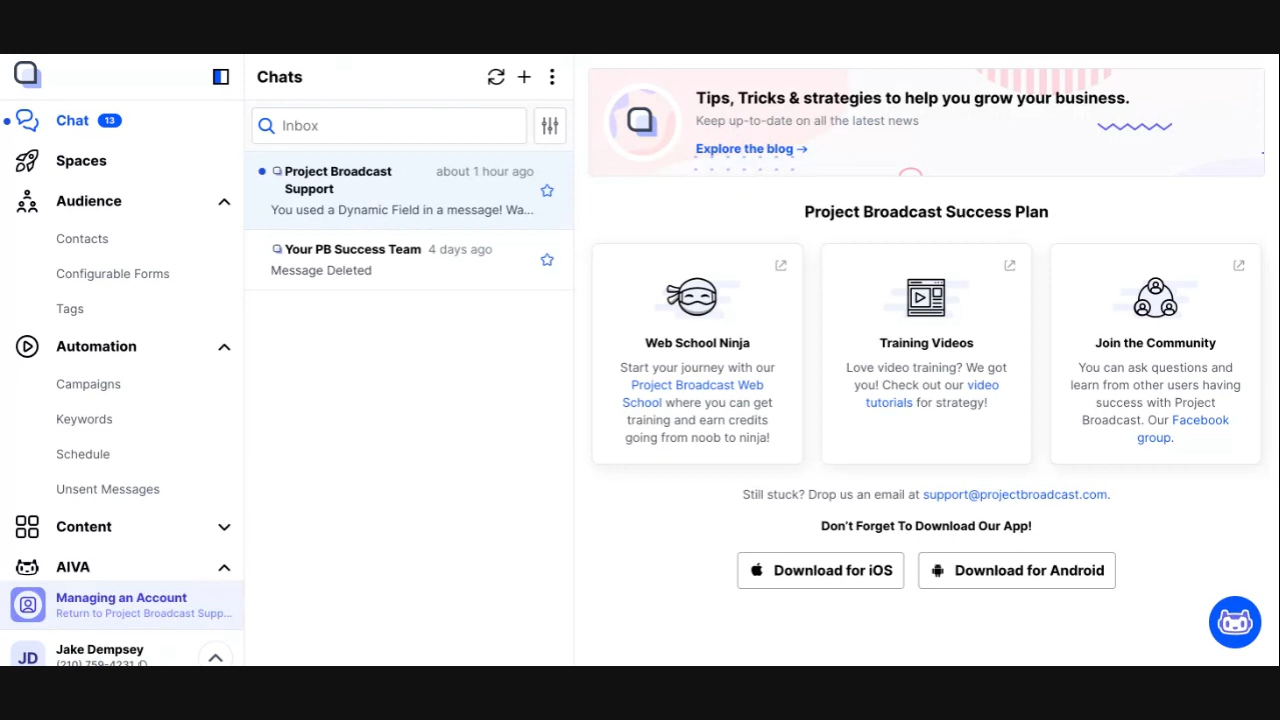 Chat 13
Spaces
Audience
Contacts
Configurable Forms
Tags
Automation
Campaigns
Keywords
Schedule
Unsent Messages
Content
AIVA
Managing an Account
Return to Project Broadcast Supp...
JD
Jake Dempsey
(210) 759-4231
Chats
Inbox
Project Broadcast about 1 hour ago
Support
You used a Dynamic Field in a message! Wa...
Your PB Success Team 4 days ago
Message Deleted
Tips, Tricks & strategies to help you grow your business.
Keep up-to-date on all the latest news
Explore the blog →
Project Broadcast Success Plan
Web School Ninja
Start your journey with our
Project Broadcast Web
School where you can get
training and earn credits
going from noob to ninja!
Training Videos
Love video training? We got
you! Check out our video
tutorials for strategy!
Join the Community
You can ask questions and
learn from other users having
success with Project
Broadcast. Our Facebook
group.
Still stuck? Drop us an email at support@projectbroadcast.com.
Don't Forget To Download Our App!
Download for iOS
Download for Android